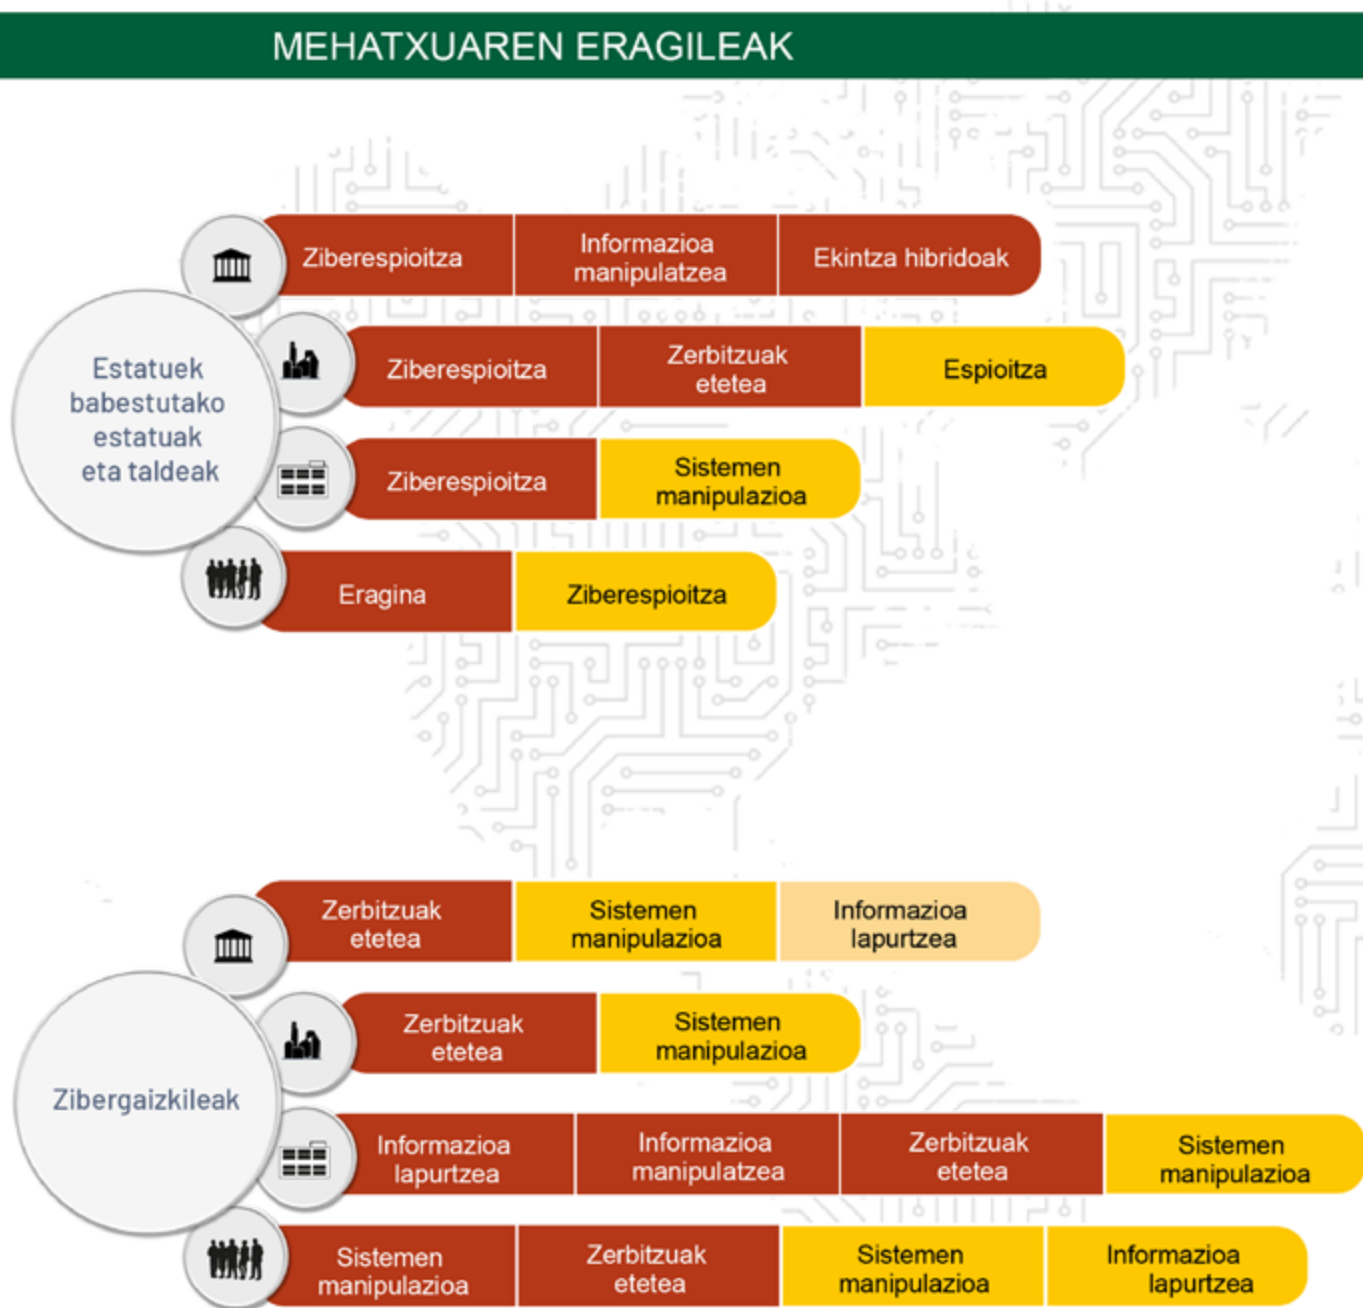 MEHATXUAREN ERAGILEAK
Estatuek
babestutako
estatuak
eta taldeak
Ziberespioitza
Informazioa
manipulatzea
Ekintza hibridoak
Ziberespioitza
Zerbitzuak
etetea
Espioitza
Ziberespioitza
Sistemen
manipulazioa
Eragina
Ziberespioitza
Zibergaizkileak
Zerbitzuak
etetea
Sistemen
manipulazioa
Informazioa
lapurtzea
Zerbitzuak
etetea
Sistemen
manipulazioa
Informazioa
lapurtzea
Informazioa
manipulatzea
Zerbitzuak
etetea
Sistemen
manipulazioa
Sistemen
manipulazioa
Zerbitzuak
etetea
Sistemen
manipulazioa
Informazioa
lapurtzea